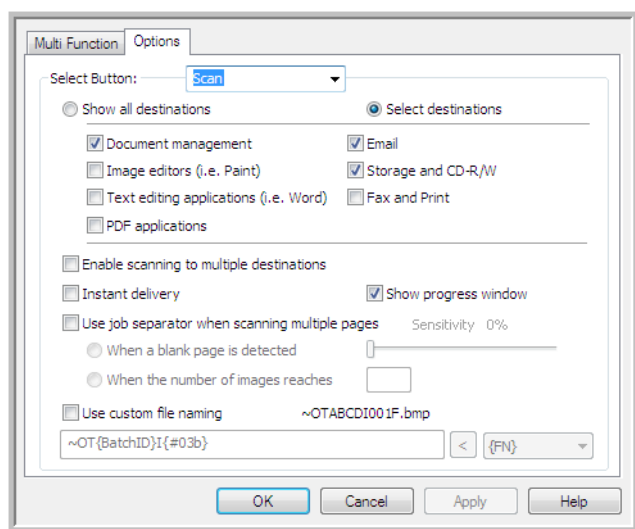 Multi Function Options
Select Button: Scan
Show all destinations Select destinations
Document management Email
Image editors (i.e. Paint) Storage and CD-R/W
Text editing applications (i.e. Word) Fax and Print
PDF applications
Enable scanning to multiple destinations
Instant delivery Show progress window
Use job separator when scanning multiple pages Sensitivity 0%
When a blank page is detected
When the number of images reaches
Use custom file naming ~OTABCDI001F.bmp
~OT{BatchID}I{#03b} < {FN}
OK Cancel Apply Help